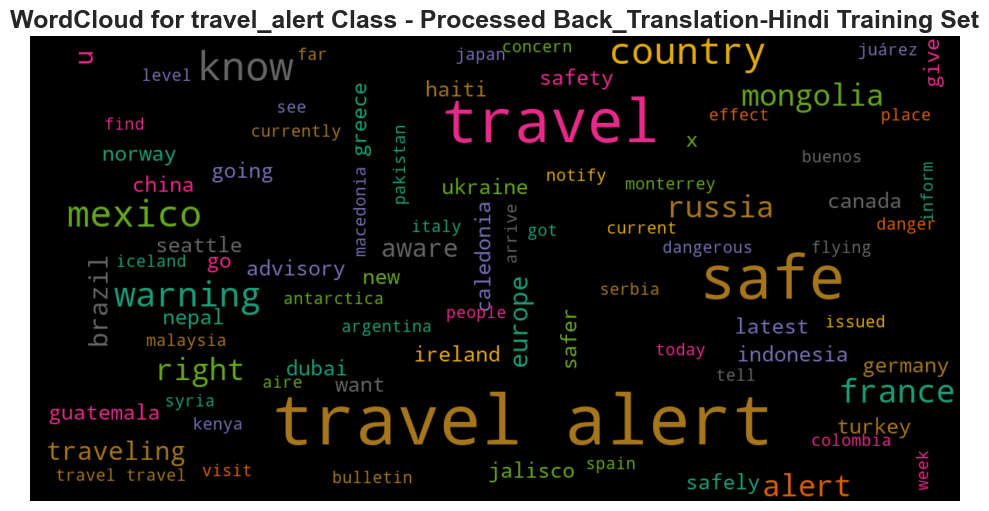 WordCloud for travel_alert Class - Processed Back_Translation-Hindi Training Set
u
know
far
japan
concern
country
juárez
give
level
safety
see
haiti
travel
mongolia
find
currently
greece
effect
place
norway
pakistan
x
buenos
china
going
ukraine
notify
monterrey
inform
mexico
macedonia
caledonia
arrive
russia
canada
italy
got
current
danger
seattle
aware
dangerous
flying
iceland
go
advisory
new
safe
brazil
warning
antarctica
europe
serbia
nepal
argentina
people
safer
latest
issued
malaysia
ireland
today
indonesia
right
dubai
tell
germany
aire
want
france
syria
guatemala
kenya
travel alert
turkey
colombia
traveling
jalisco
spain
week
travel travel
visit
bulletin
safely
alert